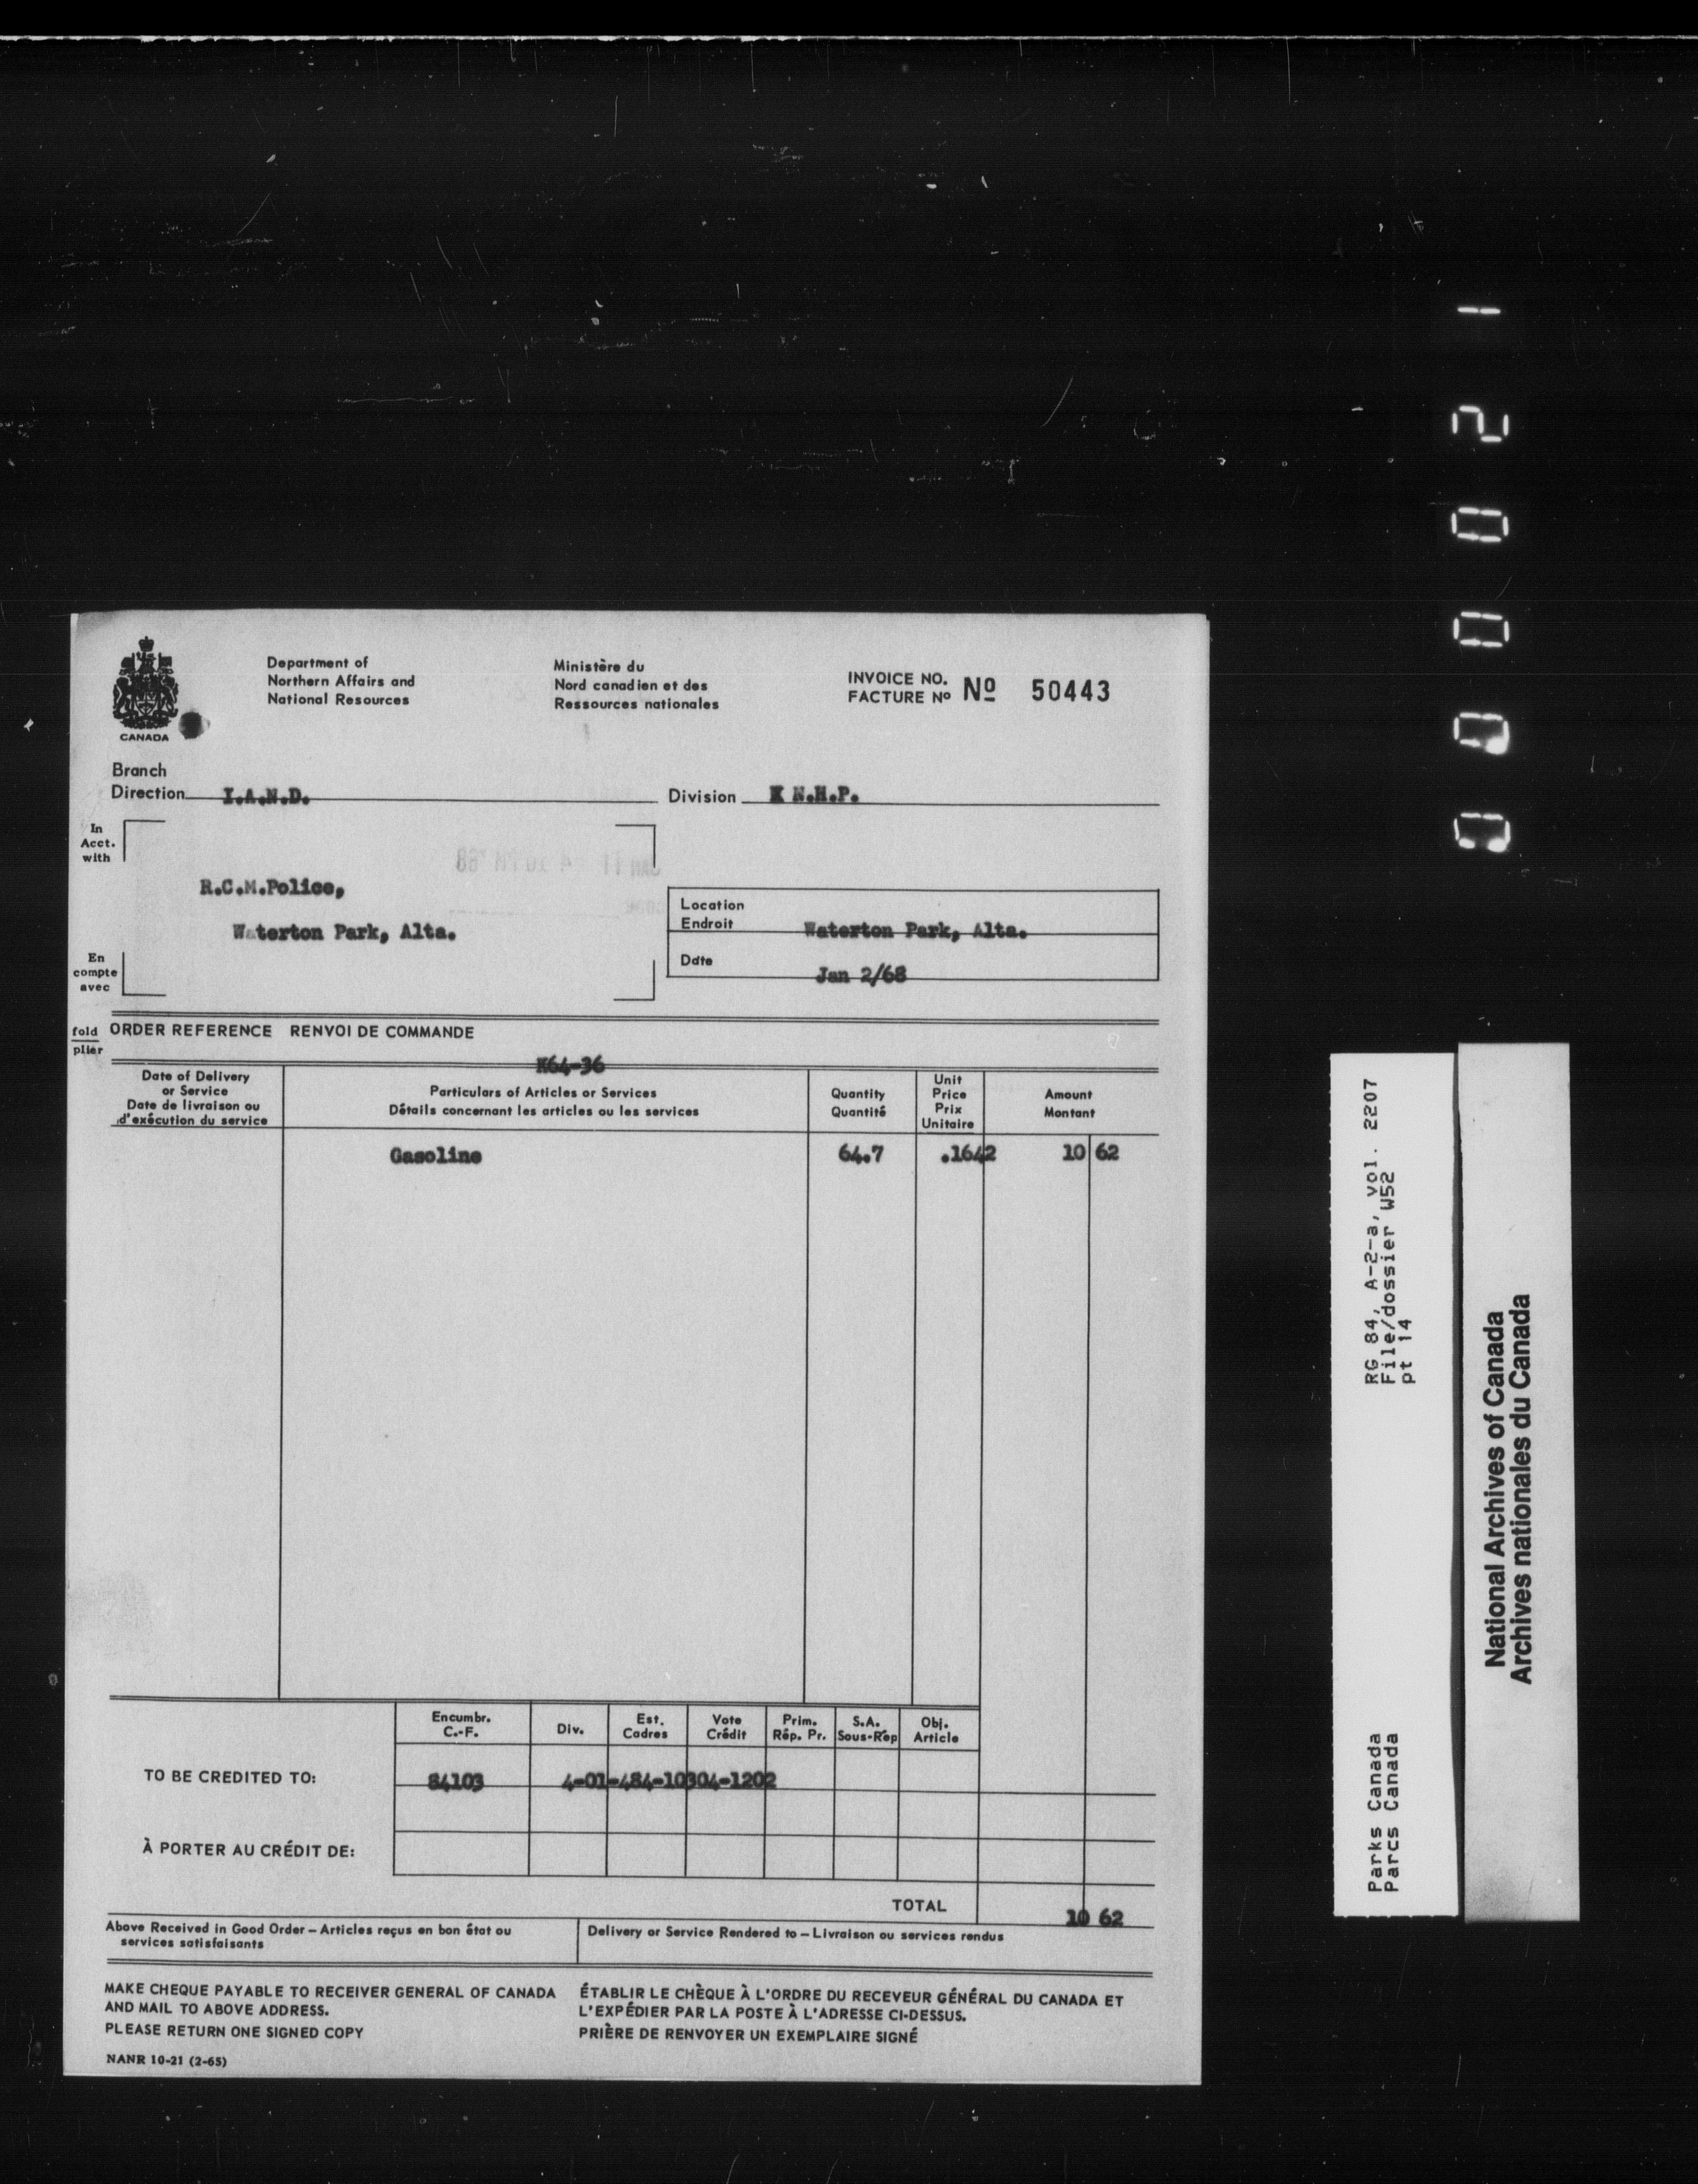 Department of
Northern Affairs and
National Resources
Ministère du
Nord canadien et des
Ressources nationales
INVOICE NO.
FACTURE Nº Nº 50443
CANADA
Branch
Direction I.A.N.D.
Division N.H.P.
In
Acct.
with
R.C.M.Police,
Waterton Park, Alta.
En
compte
avec
Location
Endroit Waterton Park, Alta.
Date Jan 2/68
fold
plier
ORDER REFERENCE RENVOI DE COMMANDE
K64-36
Date of Delivery
or Service
Date de livraison ou
d'exécution du service
Particulars of Articles or Services
Détails concernant les articles ou les services
Quantity
Quantité
Unit
Price
Prix
Unitaire
Amount
Montant
Gasoline 64.7 .1642 10 62
Encumbr.
C.-F.
Div.
Est.
Cadres
Vote
Crédit
Prim.
Rép. Pr.
S.A.
Sous-Rép
Obj.
Article
TO BE CREDITED TO: 84103 4-01-484-10304-1202
À PORTER AU CRÉDIT DE:
TOTAL 10 62
Above Received in Good Order – Articles reçus en bon état ou
services satisfaisants
Delivery or Service Rendered to – Livraison ou services rendus
MAKE CHEQUE PAYABLE TO RECEIVER GENERAL OF CANADA
AND MAIL TO ABOVE ADDRESS.
PLEASE RETURN ONE SIGNED COPY
ÉTABLIR LE CHÈQUE À L'ORDRE DU RECEVEUR GÉNÉRAL DU CANADA ET
L'EXPÉDIER PAR LA POSTE À L'ADRESSE CI-DESSUS.
PRIÈRE DE RENVOYER UN EXEMPLAIRE SIGNÉ
NANR 10-21 (2-65)
Parks Canada
Parcs Canada
RG 84, A-2-a, vol. 2207
File/dossier W52
pt 14
National Archives of Canada
Archives nationales du Canada